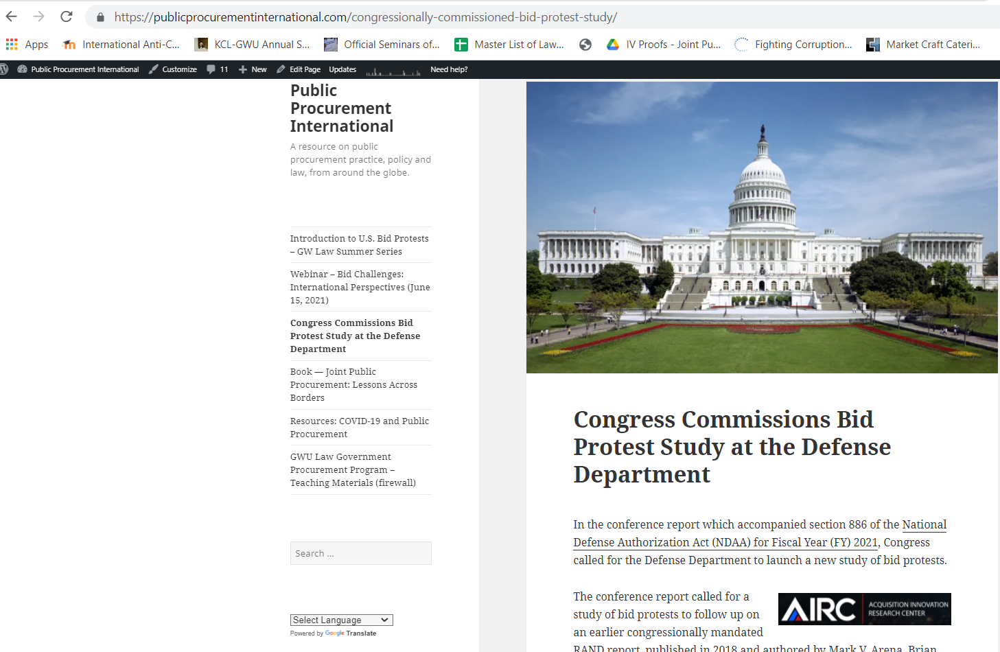 https://publicprocurementinternational.com/congressionally-commissioned-bid-protest-study/
Apps International Anti-C... KCL-GWU Annual S... Official Seminars of... Master List of Law... IV Proofs - Joint Pu... Fighting Corruption... Market Craft Cateri...
Public Procurement International Customize 11 New Edit Page Updates Need help?
Public
Procurement
International
A resource on public
procurement practice, policy and
law, from around the globe.
Introduction to U.S. Bid Protests
– GW Law Summer Series
Webinar – Bid Challenges:
International Perspectives (June
15, 2021)
Congress Commissions Bid
Protest Study at the Defense
Department
Book — Joint Public
Procurement: Lessons Across
Borders
Resources: COVID-19 and Public
Procurement
GWU Law Government
Procurement Program –
Teaching Materials (firewall)
Search ...
Select Language
Powered by Google Translate
Congress Commissions Bid
Protest Study at the Defense
Department
In the conference report which accompanied section 886 of the National
Defense Authorization Act (NDAA) for Fiscal Year (FY) 2021, Congress
called for the Defense Department to launch a new study of bid protests.
The conference report called for a
study of bid protests to follow up on
an earlier congressionally mandated
RAND report, published in 2018 and authored by Mark V. Arena, Brian
AIRC ACQUISITION INNOVATION
RESEARCH CENTER